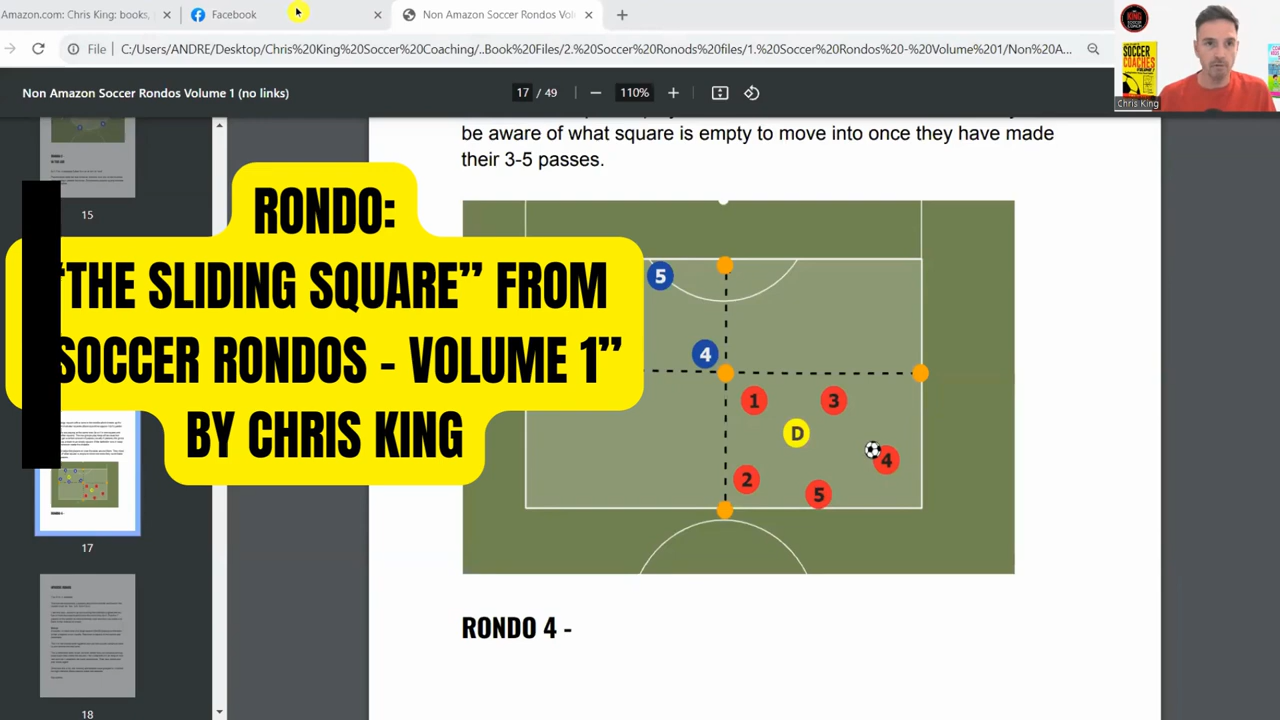 Amazon.com: Chris King: books,
Facebook
Non Amazon Soccer Rondos Volu
File
C:/Users/ANDRE/Desktop/Chris%20King%20Soccer%20Coaching/..Book%20Files/2.%20Soccer%20Ronods%20files/1.%20Soccer%20Rondos%20-%20Volume%201/Non%20A...
Non Amazon Soccer Rondos Volume 1 (no links)
17 / 49
110%
KING
SOCCER
COACHES
Chris King
be aware of what square is empty to move into once they have made
their 3-5 passes.
15
RONDO:
“THE SLIDING SQUARE” FROM
SOCCER RONDOS - VOLUME 1”
BY CHRIS KING
5
4
1
3
D
4
2
5
17
RONDO 4 -
18